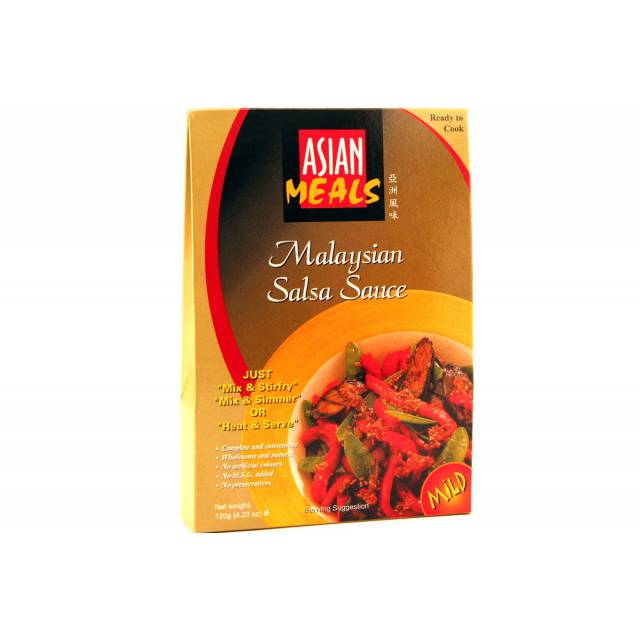 Ready to
Cook
ASIAN
MEALS
亞洲風味
Malaysian
Salsa Sauce
JUST
"Mix & Stirfry"
"Mix & Simmer"
OR
"Heat & Serve"
• Complete and convenient
• Wholesome and natural
• No artificial colours
• No M.S.G. added
• No preservatives
MILD
Net weight:
120g (4.23 oz)
Serving Suggestion